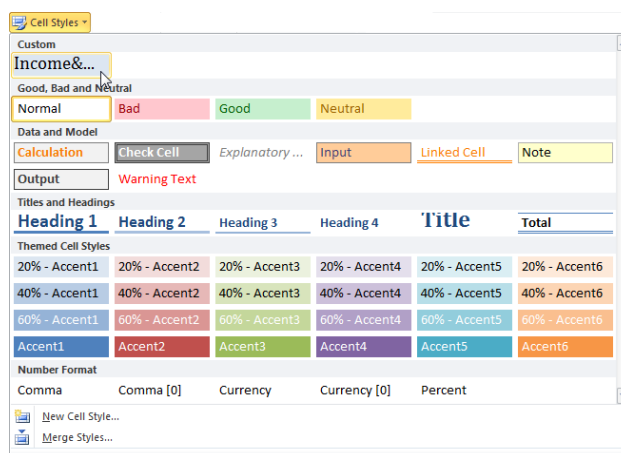 Cell Styles
Custom
Income&...
Good, Bad and Neutral
Normal Bad Good Neutral
Data and Model
Calculation Check Cell Explanatory ... Input Linked Cell Note
Output Warning Text
Titles and Headings
Heading 1 Heading 2 Heading 3 Heading 4 Title Total
Themed Cell Styles
20% - Accent1 20% - Accent2 20% - Accent3 20% - Accent4 20% - Accent5 20% - Accent6
40% - Accent1 40% - Accent2 40% - Accent3 40% - Accent4 40% - Accent5 40% - Accent6
60% - Accent1 60% - Accent2 60% - Accent3 60% - Accent4 60% - Accent5 60% - Accent6
Accent1 Accent2 Accent3 Accent4 Accent5 Accent6
Number Format
Comma Comma [0] Currency Currency [0] Percent
New Cell Style...
Merge Styles...